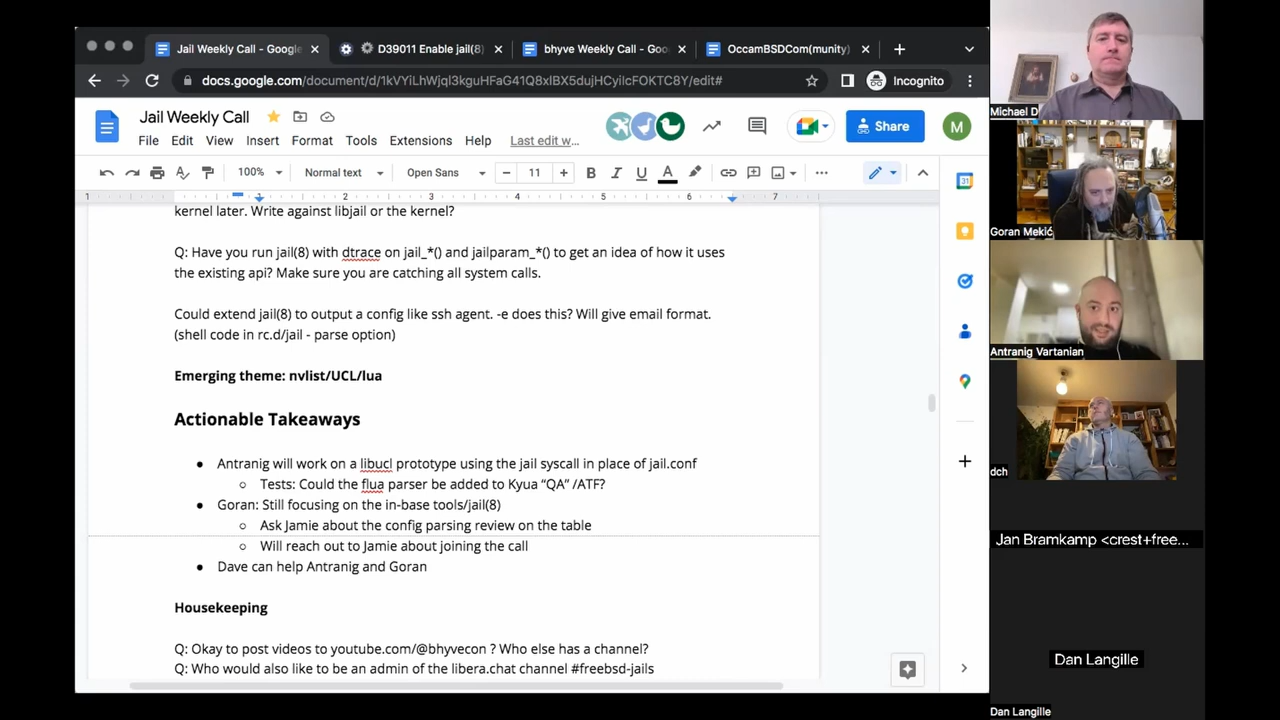 Jail Weekly Call - Google
D39011 Enable jail(8)
bhyve Weekly Call - Goo
OccamBSDCom(munity)
docs.google.com/document/d/1kVYiLhWjqI3kguHFaG41Q8xIBX5dujHCyilcFOKTC8Y/edit#
Incognito
Jail Weekly Call
File Edit View Insert Format Tools Extensions Help Last edit w...
Share
M
100% Normal text Open Sans 11 B I U A
31
1 1 2 3 4 5 6 7
kernel later. Write against libjail or the kernel?
Q: Have you run jail(8) with dtrace on jail_*() and jailparam_*() to get an idea of how it uses
the existing api? Make sure you are catching all system calls.
Could extend jail(8) to output a config like ssh agent. -e does this? Will give email format.
(shell code in rc.d/jail - parse option)
Emerging theme: nvlist/UCL/lua
Actionable Takeaways
● Antranig will work on a libucl prototype using the jail syscall in place of jail.conf
○ Tests: Could the flua parser be added to Kyua “QA” /ATF?
● Goran: Still focusing on the in-base tools/jail(8)
○ Ask Jamie about the config parsing review on the table
○ Will reach out to Jamie about joining the call
● Dave can help Antranig and Goran
Housekeeping
Q: Okay to post videos to youtube.com/@bhyvecon ? Who else has a channel?
Q: Who would also like to be an admin of the libera.chat channel #freebsd-jails
Michael D
Goran Mekić
Antranig Vartanian
dch
Jan Bramkamp <crest+free...
Dan Langille
Dan Langille